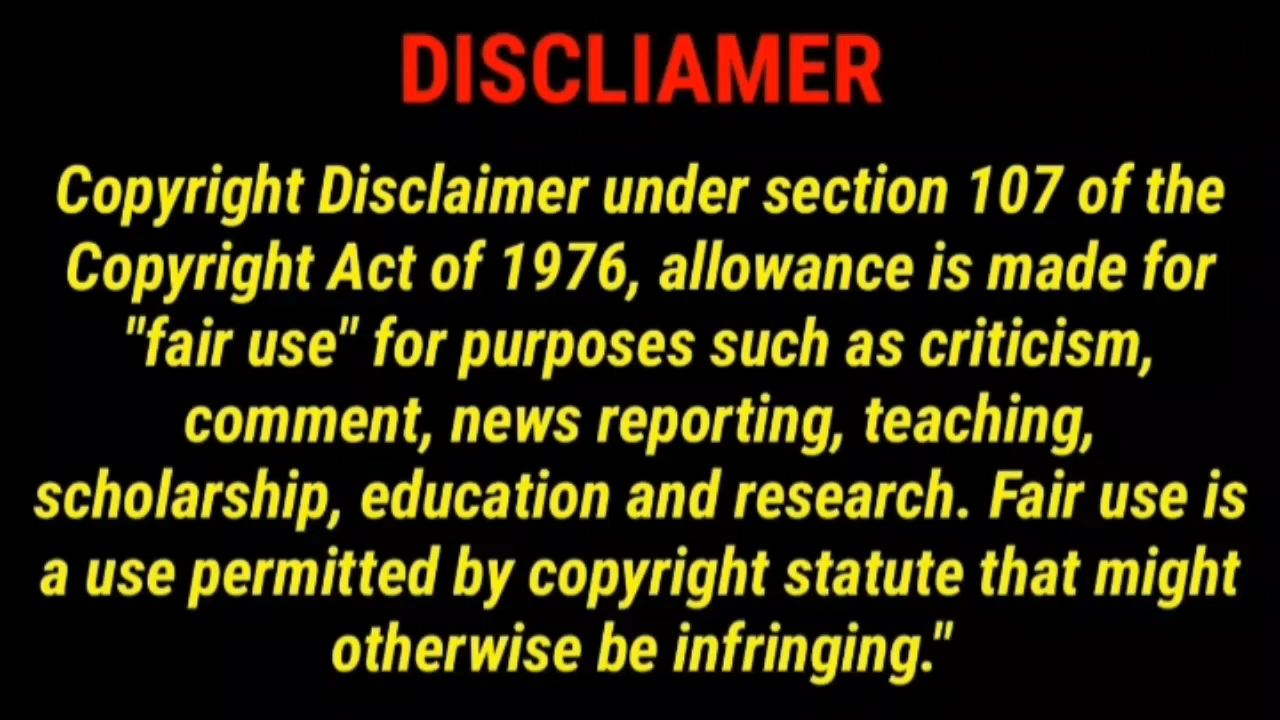 DISCLIAMER
Copyright Disclaimer under section 107 of the
Copyright Act of 1976, allowance is made for
"fair use" for purposes such as criticism,
comment, news reporting, teaching,
scholarship, education and research. Fair use is
a use permitted by copyright statute that might
otherwise be infringing."